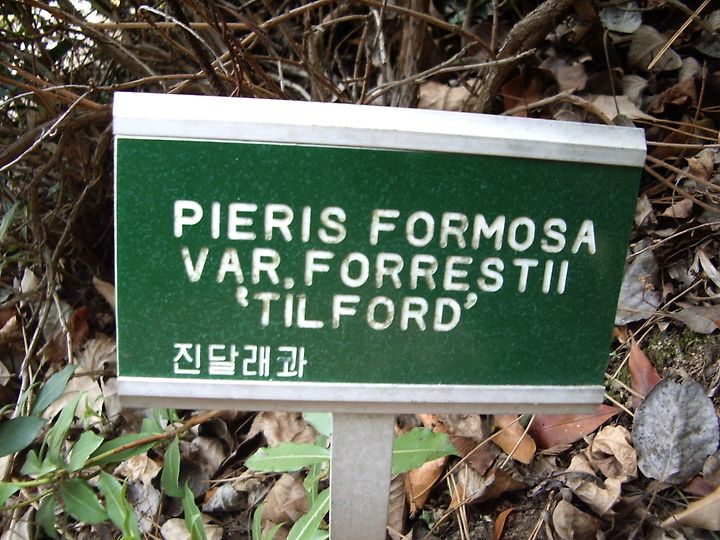 PIERIS FORMOSA
VAR. FORRESTII
'TILFORD'
진달래과